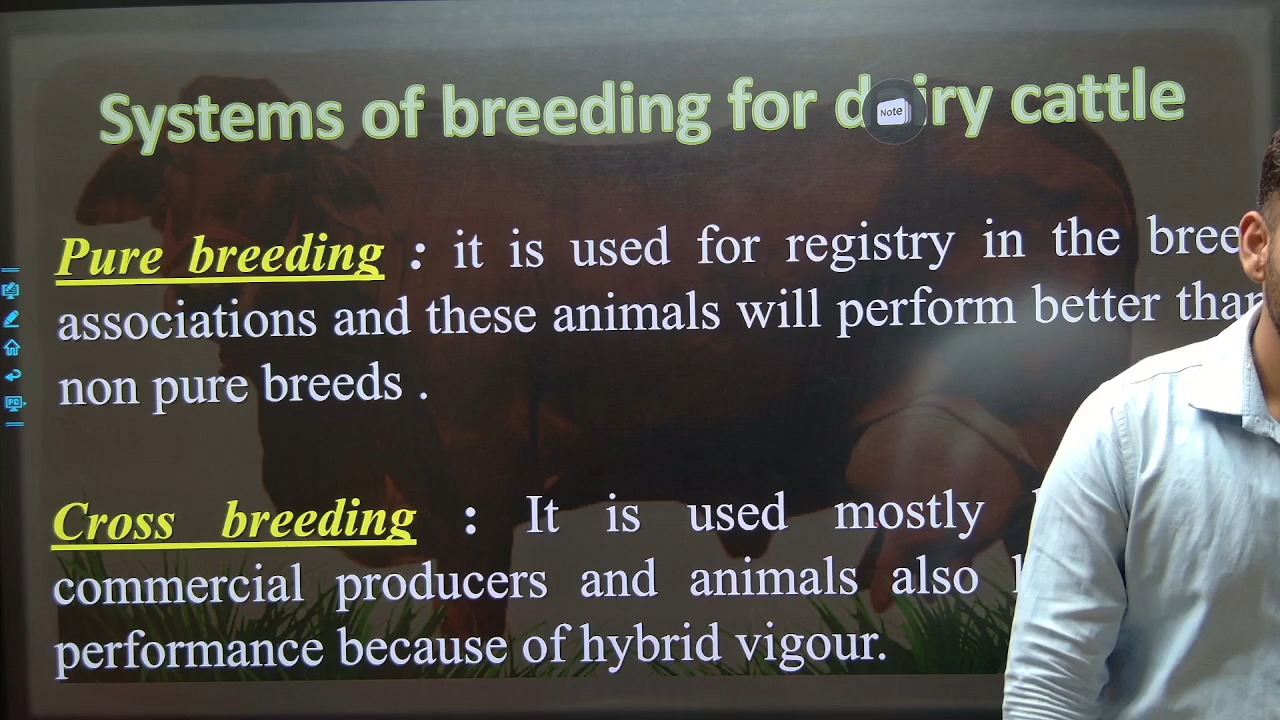 Systems of breeding for d iry cattle
Note
Pure breeding : it is used for registry in the bree
associations and these animals will perform better than
non pure breeds .
Cross breeding : It is used mostly
commercial producers and animals also
performance because of hybrid vigour.